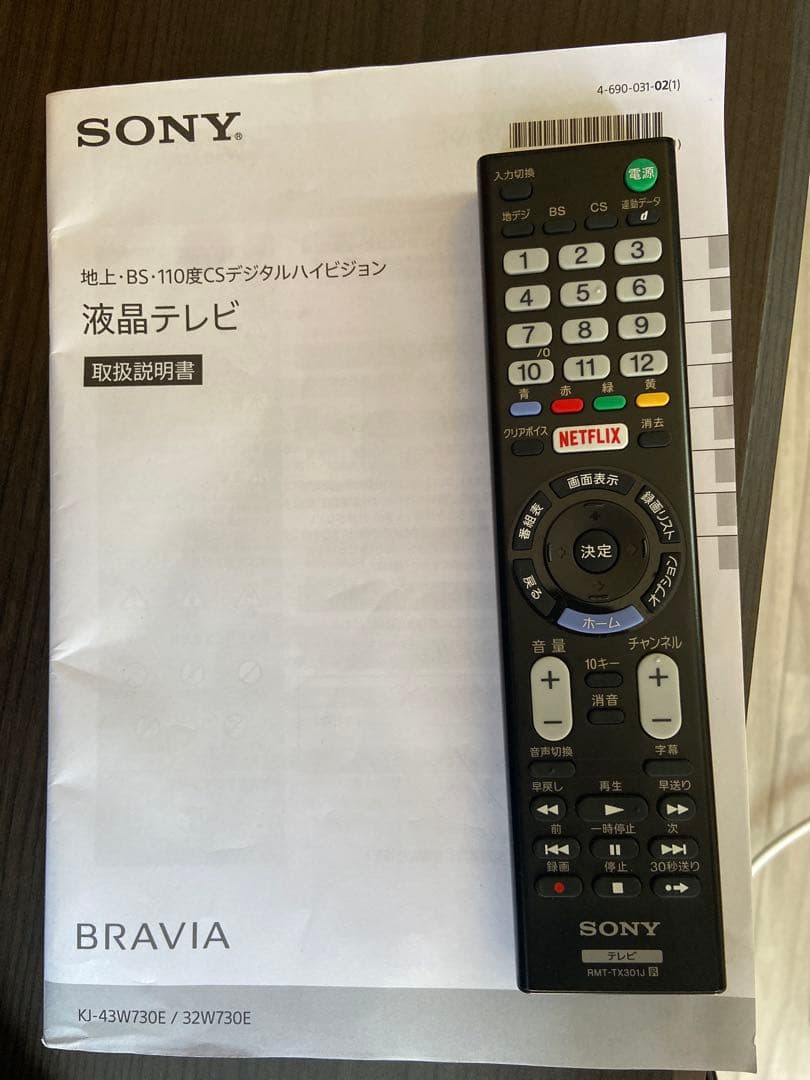 4-690-031-02(1)
SONY®
地上・BS・110度CSデジタルハイビジョン
液晶テレビ
取扱説明書
BRAVIA
KJ-43W730E / 32W730E
入力切換 電源
地デジ BS CS 連動データ
d
1 2 3
4 5 6
7 8 9
10 /0 11 12
青 赤 緑 黄
クリアボイス NETFLIX 消去
画面表示
番組表 録画リスト
決定
戻る オプション
ホーム
音量 10キー チャンネル
+ +
消音
− −
音声切換 字幕
早戻し 再生 早送り
前 一時停止 次
録画 停止 30秒送り
SONY
テレビ
RMT-TX301J